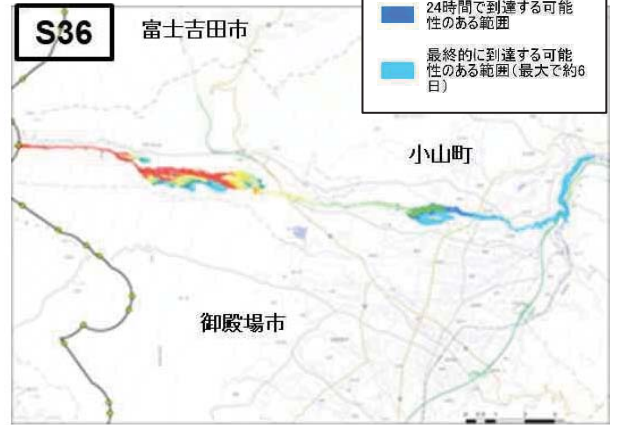 S36
富士吉田市
24時間で到達する可能
性のある範囲
最終的に到達する可能
性のある範囲(最大で約6
日)
小山町
御殿場市